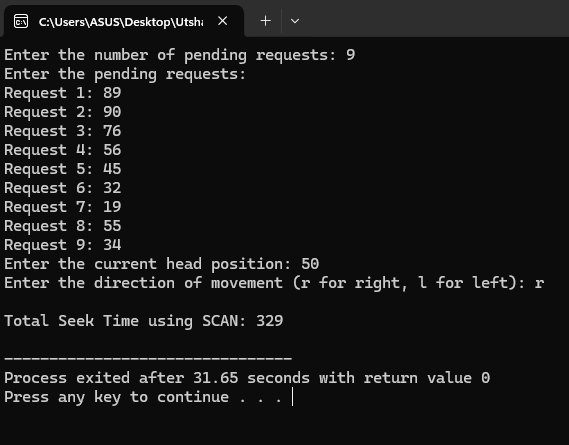 C:\Users\ASUS\Desktop\Utsha
Enter the number of pending requests: 9
Enter the pending requests:
Request 1: 89
Request 2: 90
Request 3: 76
Request 4: 56
Request 5: 45
Request 6: 32
Request 7: 19
Request 8: 55
Request 9: 34
Enter the current head position: 50
Enter the direction of movement (r for right, l for left): r
Total Seek Time using SCAN: 329
--------------------------------
Process exited after 31.65 seconds with return value 0
Press any key to continue . . .